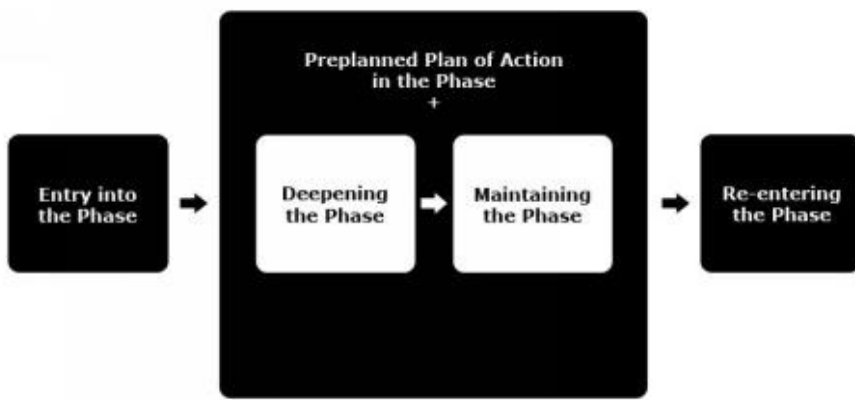 Preplanned Plan of Action
in the Phase
+
Entry into
the Phase
Deepening
the Phase
Maintaining
the Phase
Re-entering
the Phase